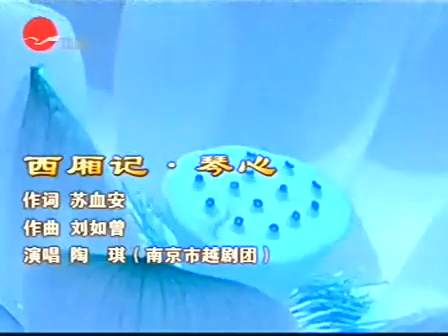 西厢记·琴心
作词 苏血安
作曲 刘如曾
演唱 陶 琪(南京市越剧团)